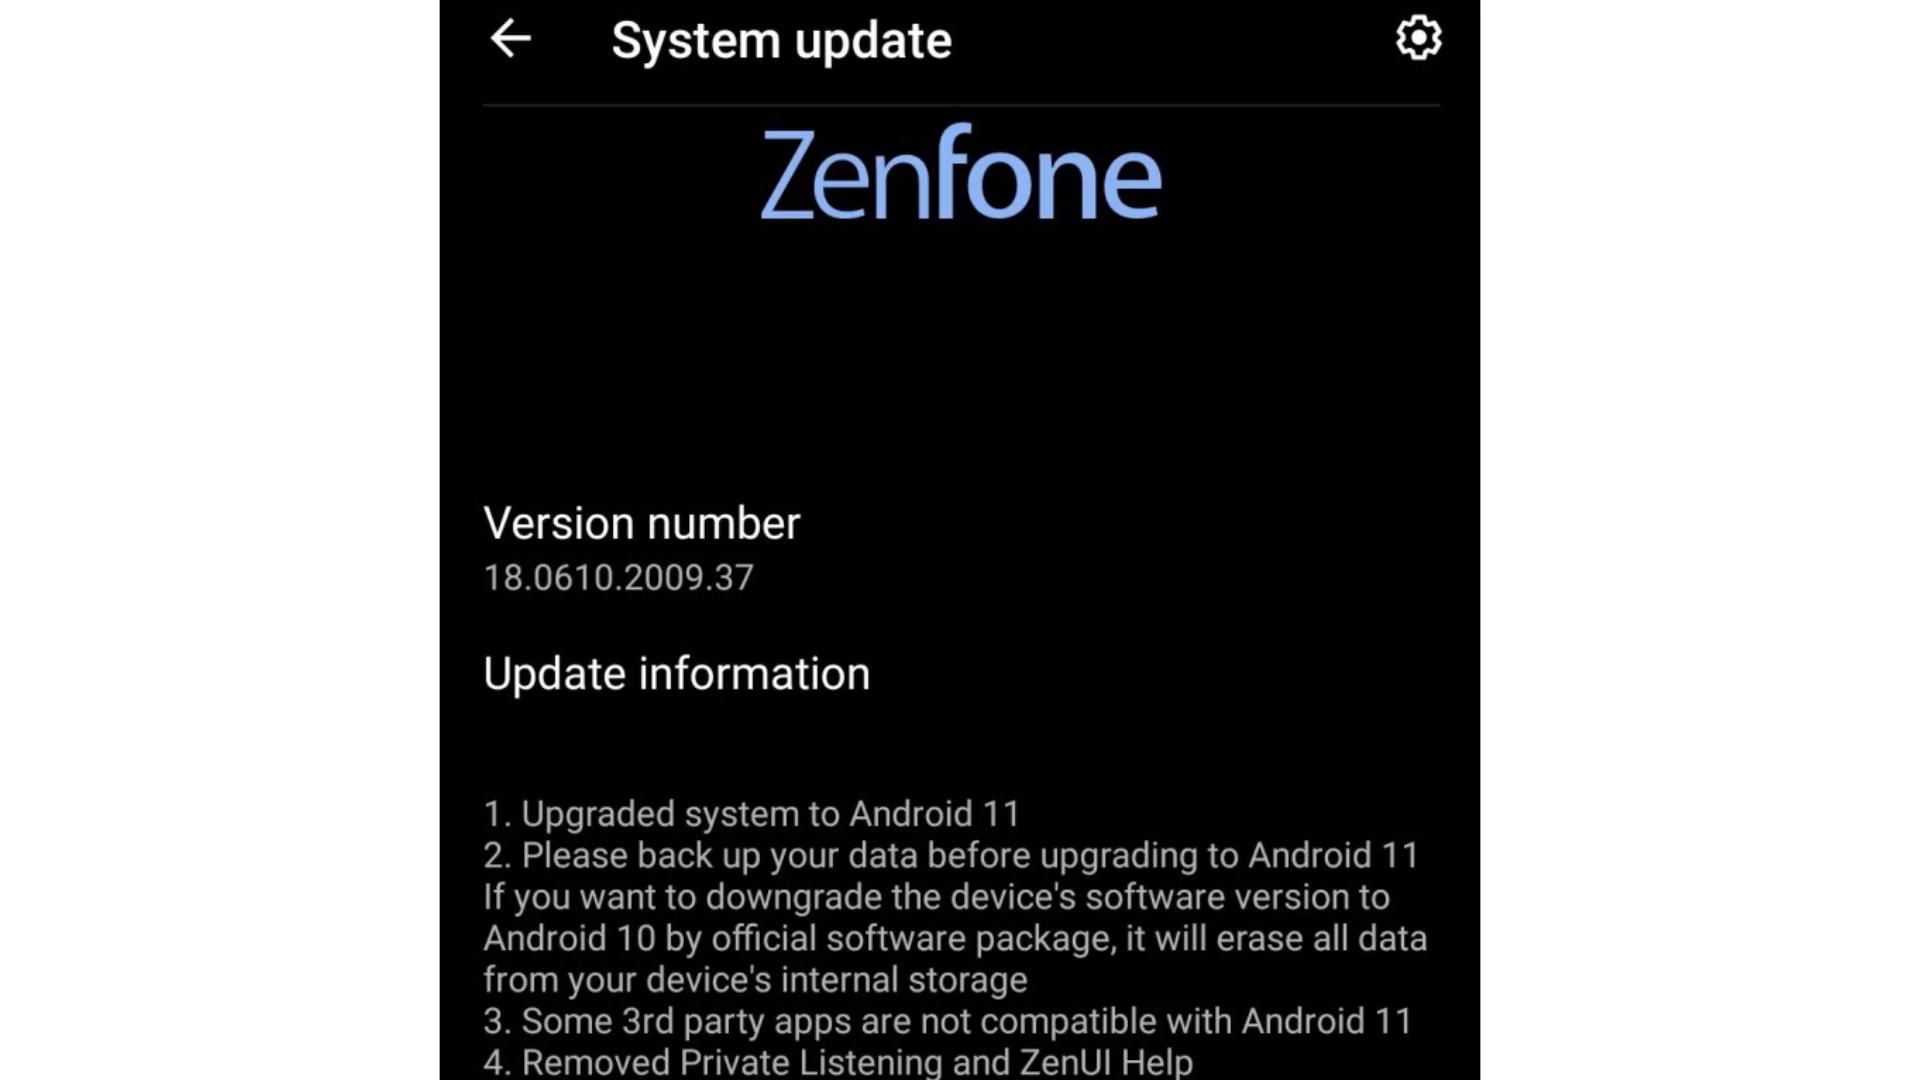 System update
Zenfone
Version number
18.0610.2009.37
Update information
1. Upgraded system to Android 11
2. Please back up your data before upgrading to Android 11
If you want to downgrade the device's software version to
Android 10 by official software package, it will erase all data
from your device's internal storage
3. Some 3rd party apps are not compatible with Android 11
4. Removed Private Listening and ZenUI Help